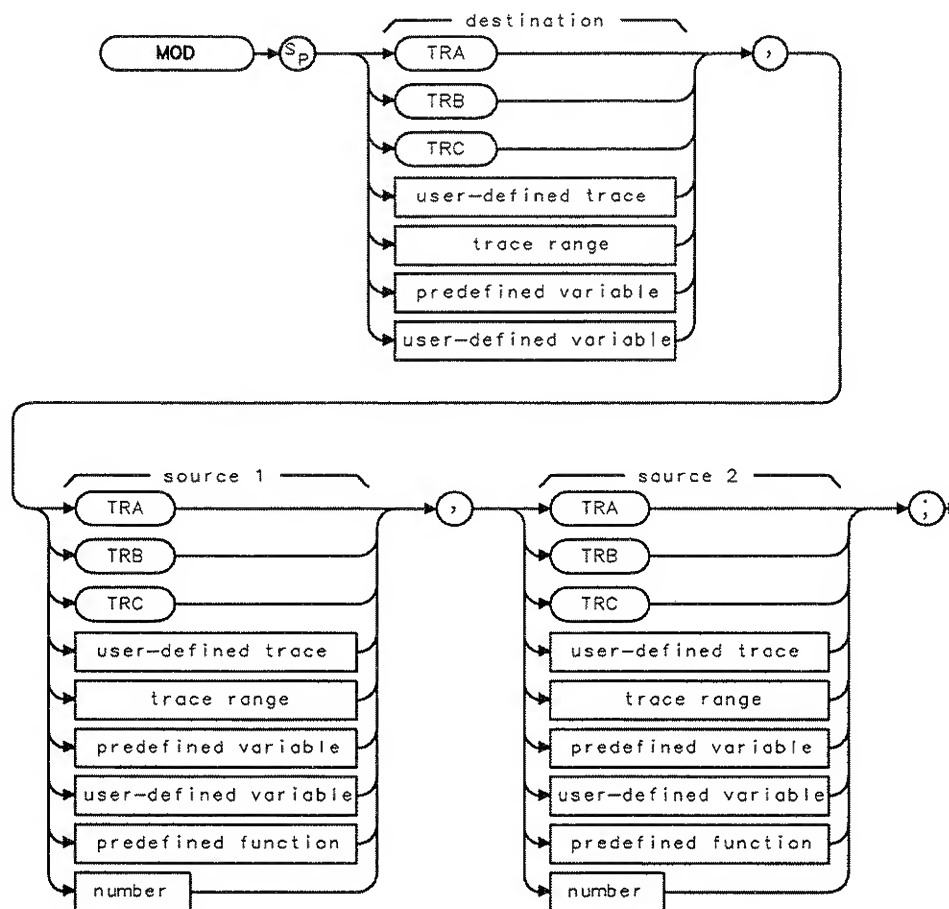 destination
MOD SP TRA ,
TRB
TRC
user-defined trace
trace range
predefined variable
user-defined variable
source 1 source 2
TRA , TRA ;
TRB TRB
TRC TRC
user-defined trace user-defined trace
trace range trace range
predefined variable predefined variable
user-defined variable user-defined variable
predefined function predefined function
number number